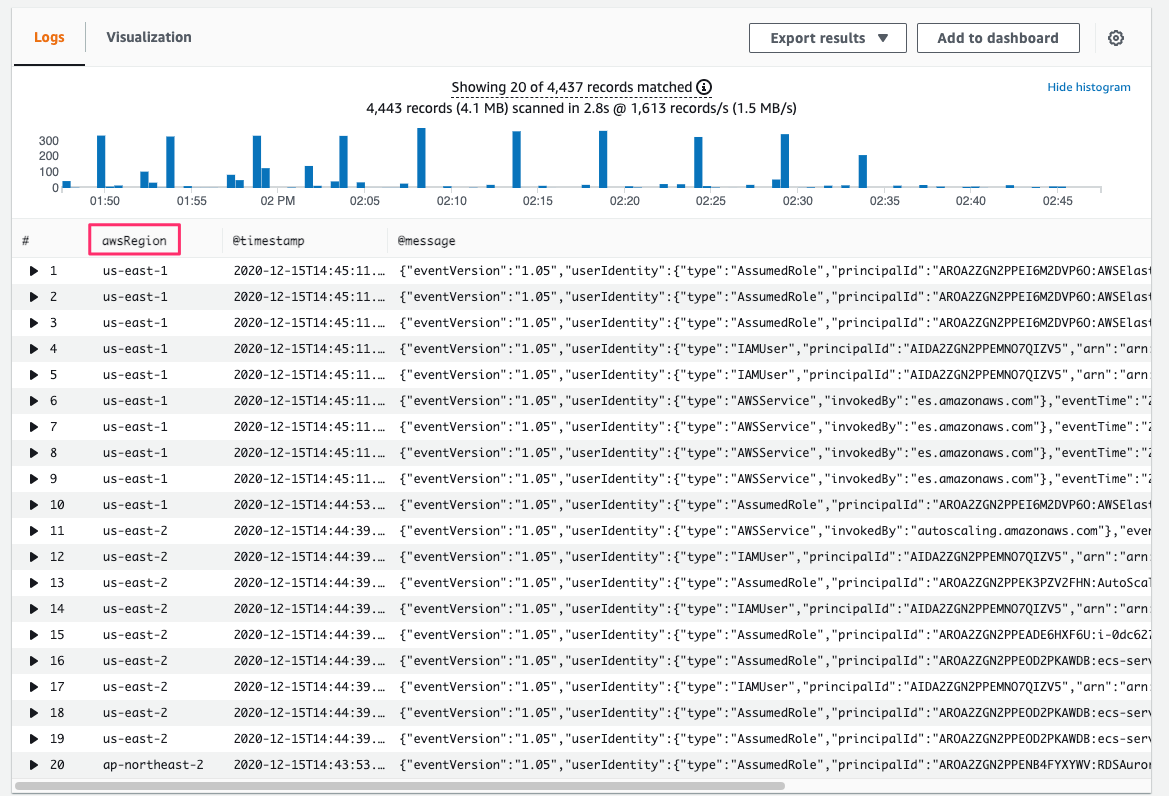 Logs Visualization Export results Add to dashboard
Showing 20 of 4,437 records matched
Hide histogram
4,443 records (4.1 MB) scanned in 2.8s @ 1,613 records/s (1.5 MB/s)
300
200
100
0
01:50 01:55 02 PM 02:05 02:10 02:15 02:20 02:25 02:30 02:35 02:40 02:45
# awsRegion @timestamp @message
1 us-east-1 2020-12-15T14:45:11.… {"eventVersion":"1.05","userIdentity":{"type":"AssumedRole","principalId":"AROA2ZGN2PPEI6M2DVP6O:AWSElast
2 us-east-1 2020-12-15T14:45:11.… {"eventVersion":"1.05","userIdentity":{"type":"AssumedRole","principalId":"AROA2ZGN2PPEI6M2DVP6O:AWSElast
3 us-east-1 2020-12-15T14:45:11.… {"eventVersion":"1.05","userIdentity":{"type":"AssumedRole","principalId":"AROA2ZGN2PPEI6M2DVP6O:AWSElast
4 us-east-1 2020-12-15T14:45:11.… {"eventVersion":"1.05","userIdentity":{"type":"IAMUser","principalId":"AIDA2ZGN2PPEMNO7QIZV5","arn":"arn:
5 us-east-1 2020-12-15T14:45:11.… {"eventVersion":"1.05","userIdentity":{"type":"IAMUser","principalId":"AIDA2ZGN2PPEMNO7QIZV5","arn":"arn:
6 us-east-1 2020-12-15T14:45:11.… {"eventVersion":"1.05","userIdentity":{"type":"AWSService","invokedBy":"es.amazonaws.com"},"eventTime":"2
7 us-east-1 2020-12-15T14:45:11.… {"eventVersion":"1.05","userIdentity":{"type":"AWSService","invokedBy":"es.amazonaws.com"},"eventTime":"2
8 us-east-1 2020-12-15T14:45:11.… {"eventVersion":"1.05","userIdentity":{"type":"AWSService","invokedBy":"es.amazonaws.com"},"eventTime":"2
9 us-east-1 2020-12-15T14:45:11.… {"eventVersion":"1.05","userIdentity":{"type":"AWSService","invokedBy":"es.amazonaws.com"},"eventTime":"2
10 us-east-1 2020-12-15T14:44:53.… {"eventVersion":"1.05","userIdentity":{"type":"AssumedRole","principalId":"AROA2ZGN2PPEI6M2DVP6O:AWSElast
11 us-east-2 2020-12-15T14:44:39.… {"eventVersion":"1.05","userIdentity":{"type":"AWSService","invokedBy":"autoscaling.amazonaws.com"},"ever
12 us-east-2 2020-12-15T14:44:39.… {"eventVersion":"1.05","userIdentity":{"type":"IAMUser","principalId":"AIDA2ZGN2PPEMNO7QIZV5","arn":"arn:
13 us-east-2 2020-12-15T14:44:39.… {"eventVersion":"1.05","userIdentity":{"type":"AssumedRole","principalId":"AROA2ZGN2PPEK3PZV2FHN:AutoScal
14 us-east-2 2020-12-15T14:44:39.… {"eventVersion":"1.05","userIdentity":{"type":"IAMUser","principalId":"AIDA2ZGN2PPEMNO7QIZV5","arn":"arn:
15 us-east-2 2020-12-15T14:44:39.… {"eventVersion":"1.05","userIdentity":{"type":"AssumedRole","principalId":"AROA2ZGN2PPEADE6HXF6U:i-0dc627
16 us-east-2 2020-12-15T14:44:39.… {"eventVersion":"1.05","userIdentity":{"type":"AssumedRole","principalId":"AROA2ZGN2PPEOD2PKAWDB:ecs-serv
17 us-east-2 2020-12-15T14:44:39.… {"eventVersion":"1.05","userIdentity":{"type":"IAMUser","principalId":"AIDA2ZGN2PPEMNO7QIZV5","arn":"arn:
18 us-east-2 2020-12-15T14:44:39.… {"eventVersion":"1.05","userIdentity":{"type":"AssumedRole","principalId":"AROA2ZGN2PPEOD2PKAWDB:ecs-serv
19 us-east-2 2020-12-15T14:44:39.… {"eventVersion":"1.05","userIdentity":{"type":"AssumedRole","principalId":"AROA2ZGN2PPEOD2PKAWDB:ecs-serv
20 ap-northeast-2 2020-12-15T14:43:53.… {"eventVersion":"1.05","userIdentity":{"type":"AssumedRole","principalId":"AROA2ZGN2PPENB4FYXYWV:RDSAuror